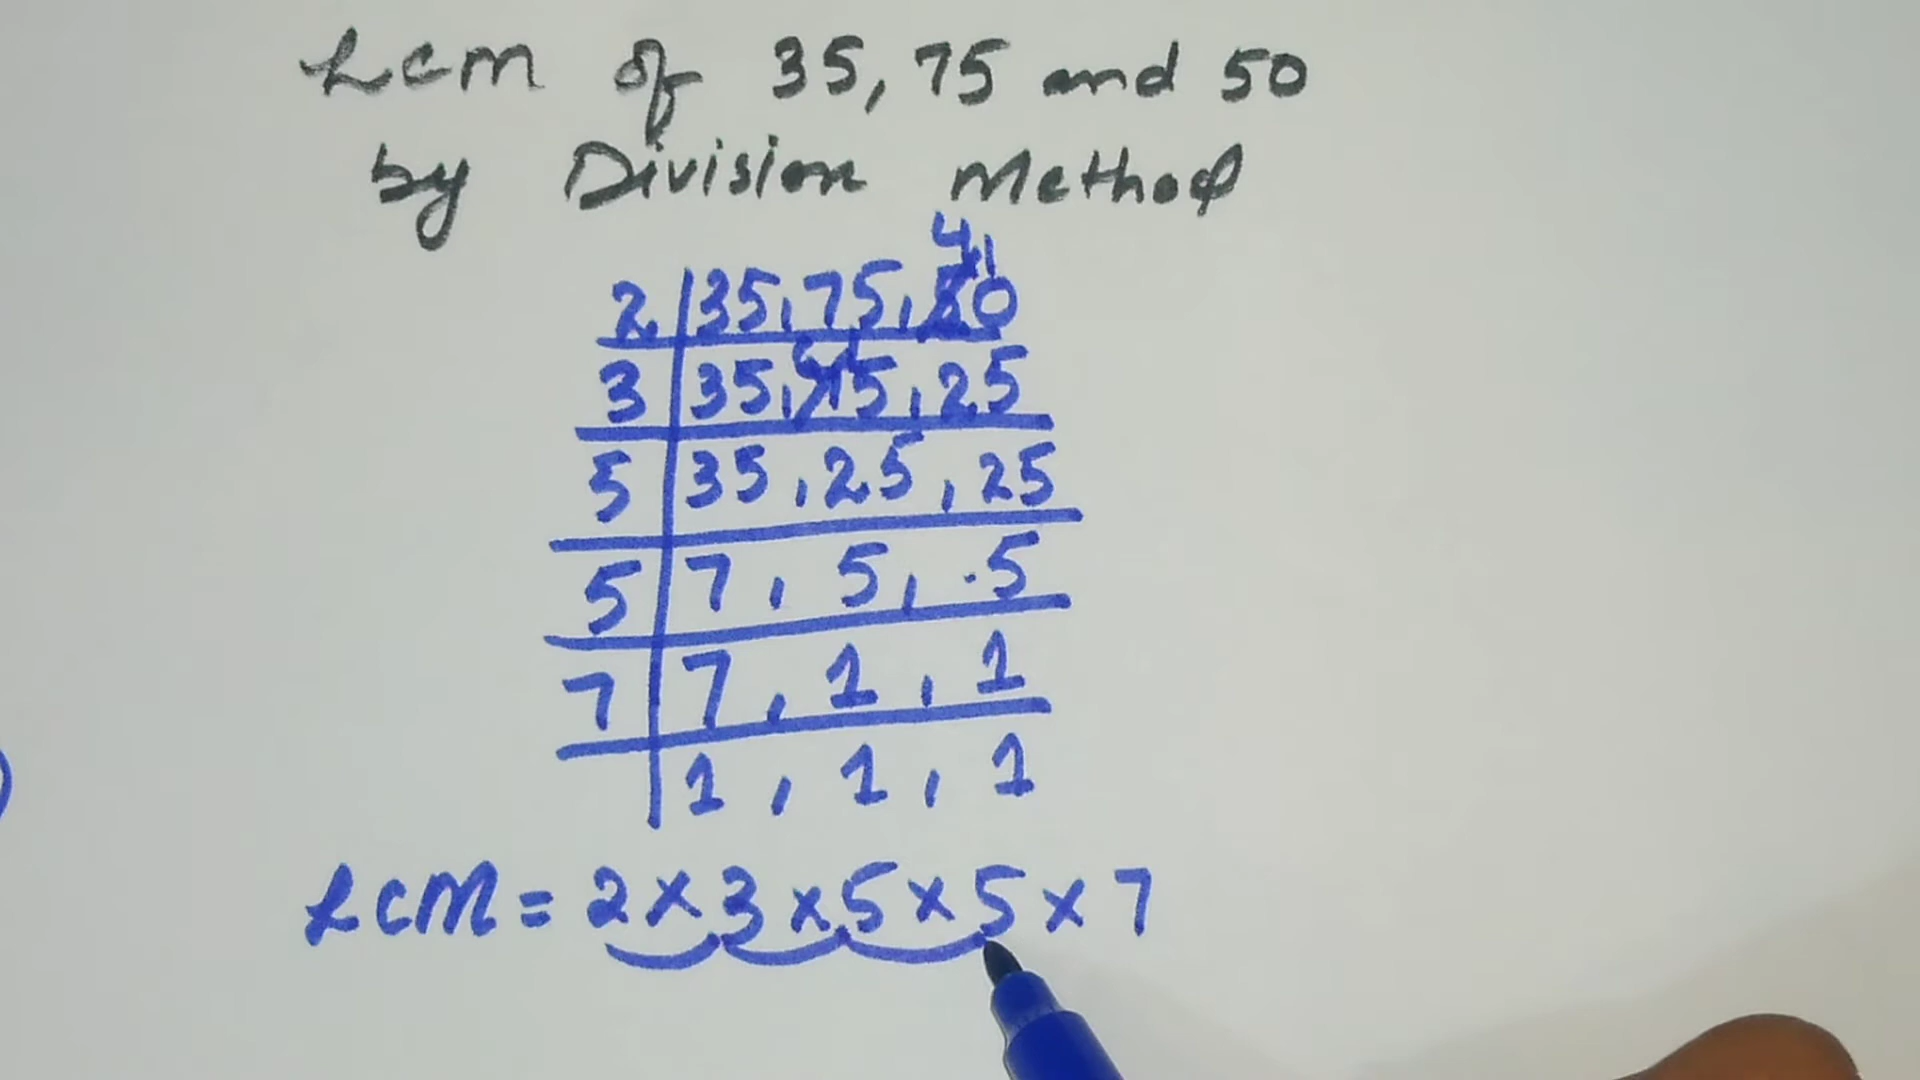 LCM of 35, 75 and 50
by Division Method
2 | 35, 75, 50
3 | 35, 75, 25
5 | 35, 25, 25
5 | 7, 5, 5
7 | 7, 1, 1
1, 1, 1
LCM = 2 × 3 × 5 × 5 × 7